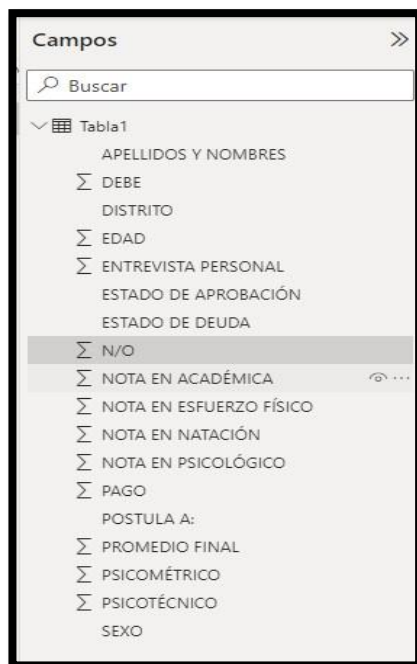 Campos
Buscar
Tabla1
APELLIDOS Y NOMBRES
∑ DEBE
DISTRITO
∑ EDAD
∑ ENTREVISTA PERSONAL
ESTADO DE APROBACIÓN
ESTADO DE DEUDA
∑ N/O
∑ NOTA EN ACADÉMICA
∑ NOTA EN ESFUERZO FÍSICO
∑ NOTA EN NATACIÓN
∑ NOTA EN PSICOLÓGICO
∑ PAGO
POSTULA A:
∑ PROMEDIO FINAL
∑ PSICOMÉTRICO
∑ PSICOTÉCNICO
SEXO